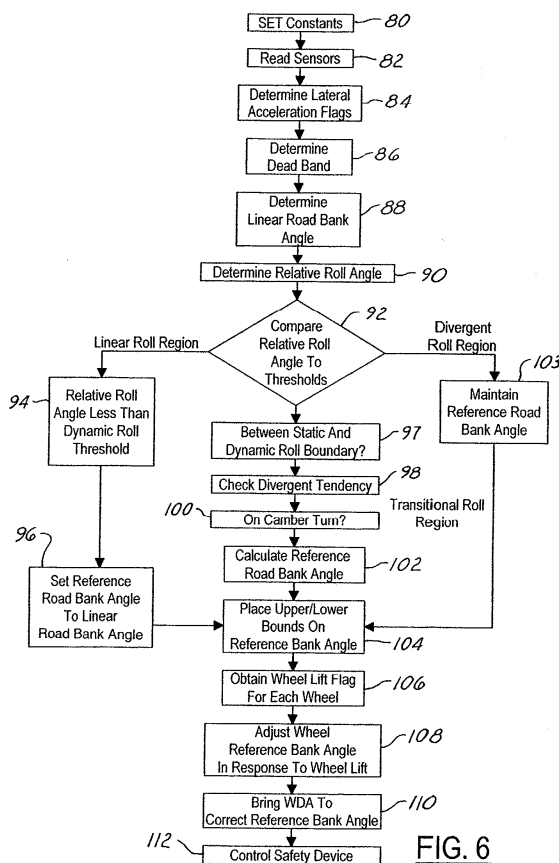 SET Constants
80
Read Sensors
82
Determine Lateral
Acceleration Flags
84
Determine
Dead Band
86
Determine
Linear Road Bank
Angle
88
Determine Relative Roll Angle
90
92
Compare
Relative Roll
Angle To
Thresholds
Linear Roll Region
Divergent
Roll Region
94
Relative Roll
Angle Less Than
Dynamic Roll
Threshold
103
Maintain
Reference Road
Bank Angle
Between Static And
Dynamic Roll Boundary?
97
Check Divergent Tendency
98
100
On Camber Turn?
Transitional Roll
Region
96
Set Reference
Road Bank Angle
To Linear
Road Bank Angle
Calculate Reference
Road Bank Angle
102
Place Upper/Lower
Bounds On
Reference Bank Angle
104
Obtain Wheel Lift Flag
For Each Wheel
106
Adjust Wheel
Reference Bank Angle
In Response To Wheel Lift
108
Bring WDA To
Correct Reference Bank Angle
110
112
Control Safety Device
FIG. 6